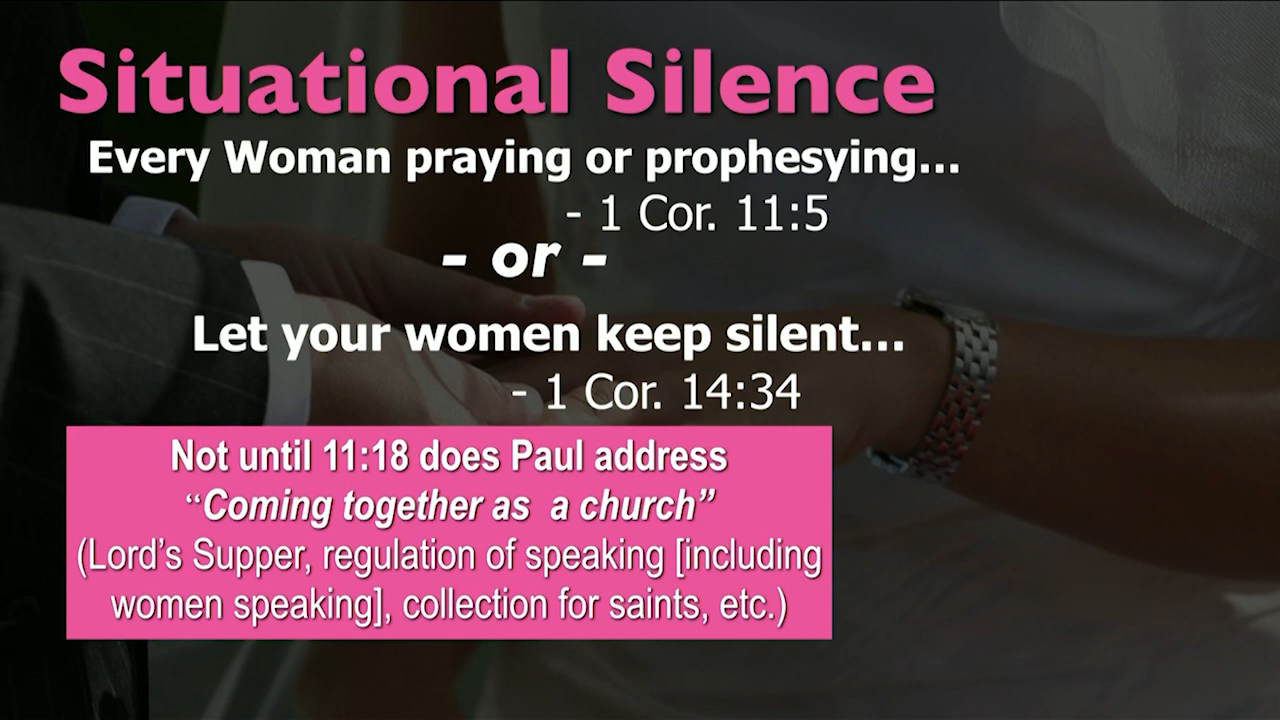 Situational Silence
Every Woman praying or prophesying...
- 1 Cor. 11:5
- or -
Let your women keep silent...
- 1 Cor. 14:34
Not until 11:18 does Paul address
“Coming together as  a church”
(Lord’s Supper, regulation of speaking [including
women speaking], collection for saints, etc.)